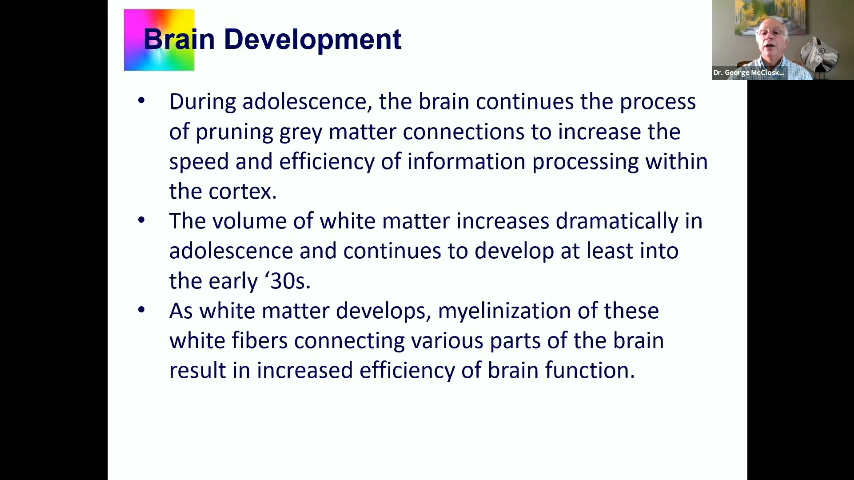 Brain Development
• During adolescence, the brain continues the process
of pruning grey matter connections to increase the
speed and efficiency of information processing within
the cortex.
• The volume of white matter increases dramatically in
adolescence and continues to develop at least into
the early ‘30s.
• As white matter develops, myelinization of these
white fibers connecting various parts of the brain
result in increased efficiency of brain function.
Dr. George McClosk...